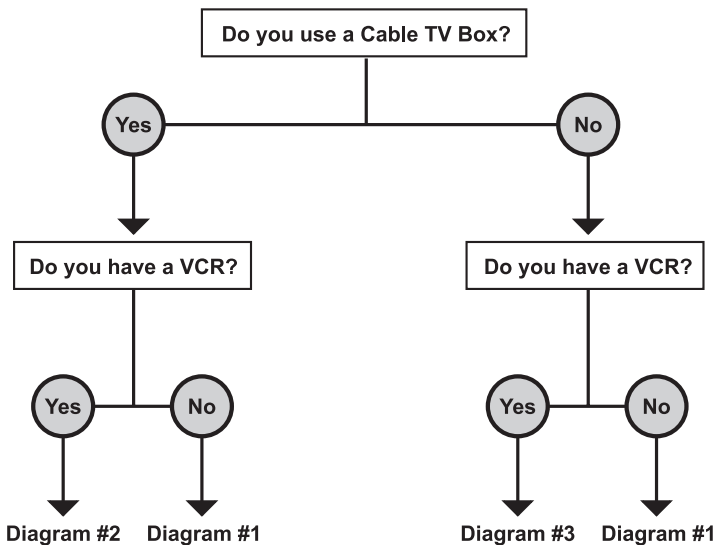 Do you use a Cable TV Box?
Yes
No
Do you have a VCR?
Do you have a VCR?
Yes
No
Yes
No
Diagram #2
Diagram #1
Diagram #3
Diagram #1